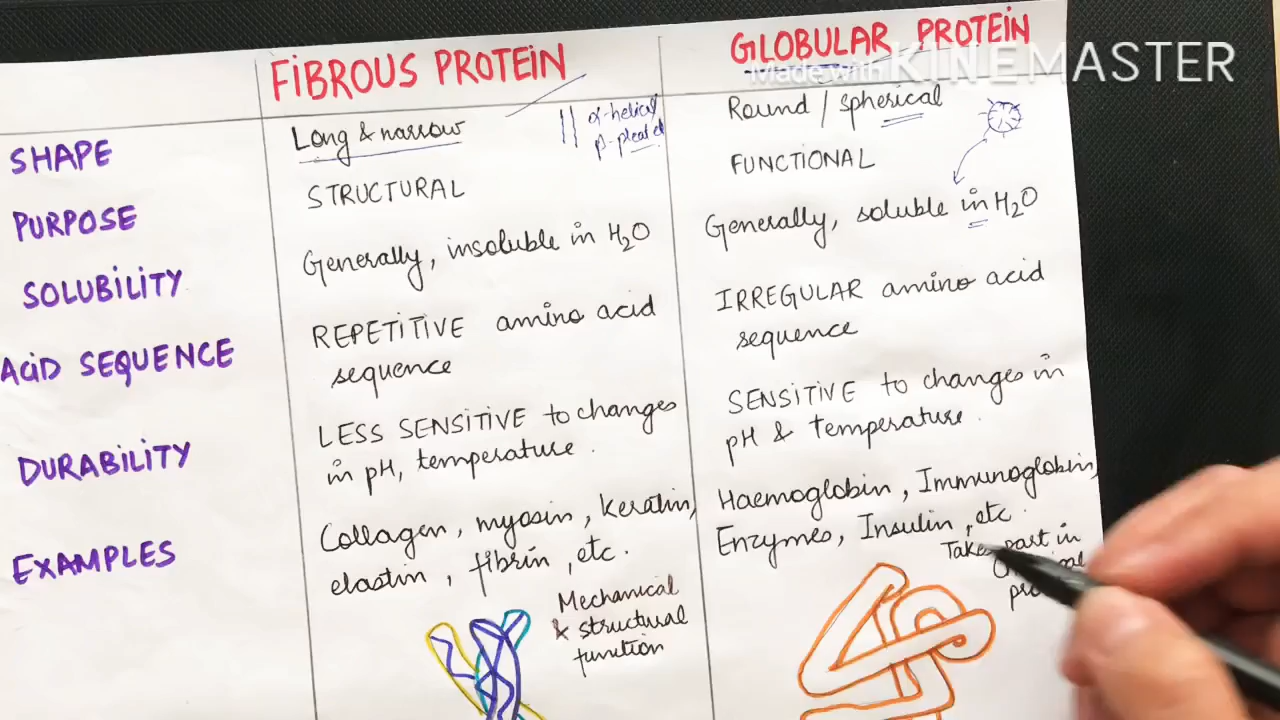 FIBROUS PROTEIN
GLOBULAR PROTEIN
Made with KINEMASTER
SHAPE
Long & narrow
α-helical
β-pleated
Round / spherical
PURPOSE
STRUCTURAL
FUNCTIONAL
SOLUBILITY
Generally, insoluble in H2O
Generally, soluble in H2O
ACID SEQUENCE
REPETITIVE amino acid
sequence
IRREGULAR amino acid
sequence
DURABILITY
LESS SENSITIVE to changes
in pH, temperature.
SENSITIVE to changes in
pH & temperature.
EXAMPLES
Collagen, myosin, keratin,
elastin, fibrin, etc.
Mechanical
& structural
function
Haemoglobin, Immunoglobin,
Enzymes, Insulin, etc.
Take part in